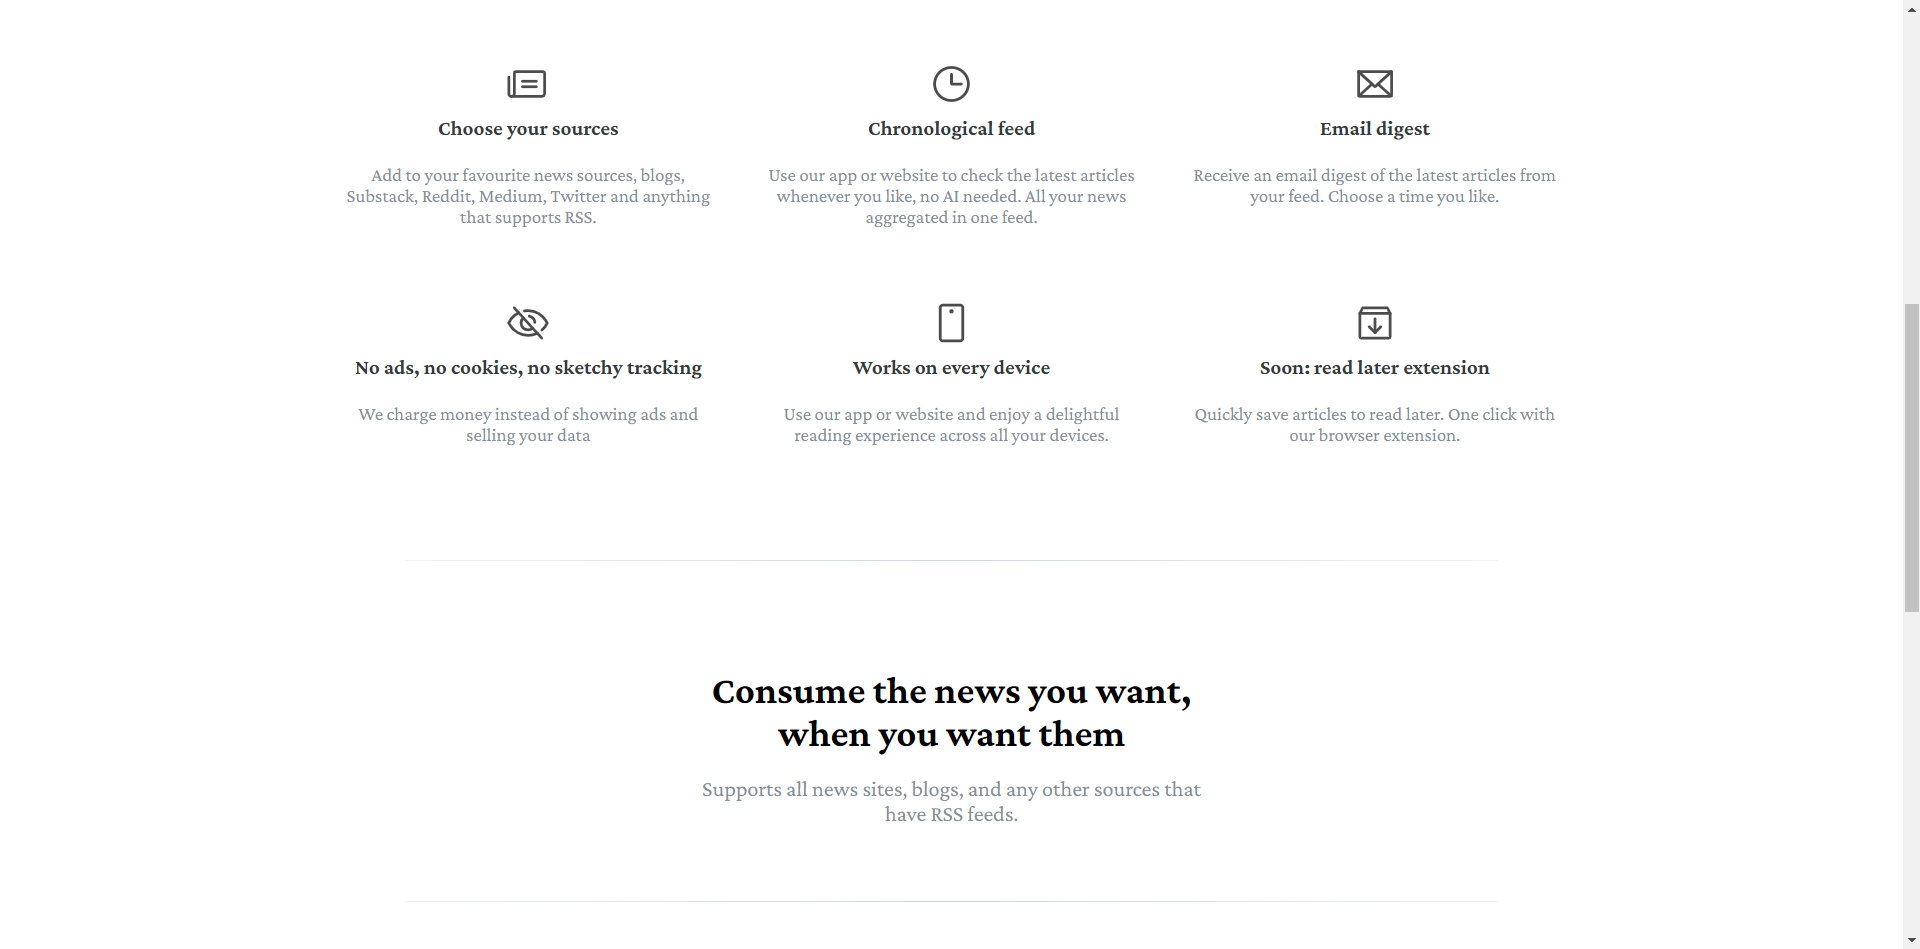 Choose your sources
Add to your favourite news sources, blogs,
Substack, Reddit, Medium, Twitter and anything
that supports RSS.
Chronological feed
Use our app or website to check the latest articles
whenever you like, no AI needed. All your news
aggregated in one feed.
Email digest
Receive an email digest of the latest articles from
your feed. Choose a time you like.
No ads, no cookies, no sketchy tracking
We charge money instead of showing ads and
selling your data
Works on every device
Use our app or website and enjoy a delightful
reading experience across all your devices.
Soon: read later extension
Quickly save articles to read later. One click with
our browser extension.
Consume the news you want,
when you want them
Supports all news sites, blogs, and any other sources that
have RSS feeds.